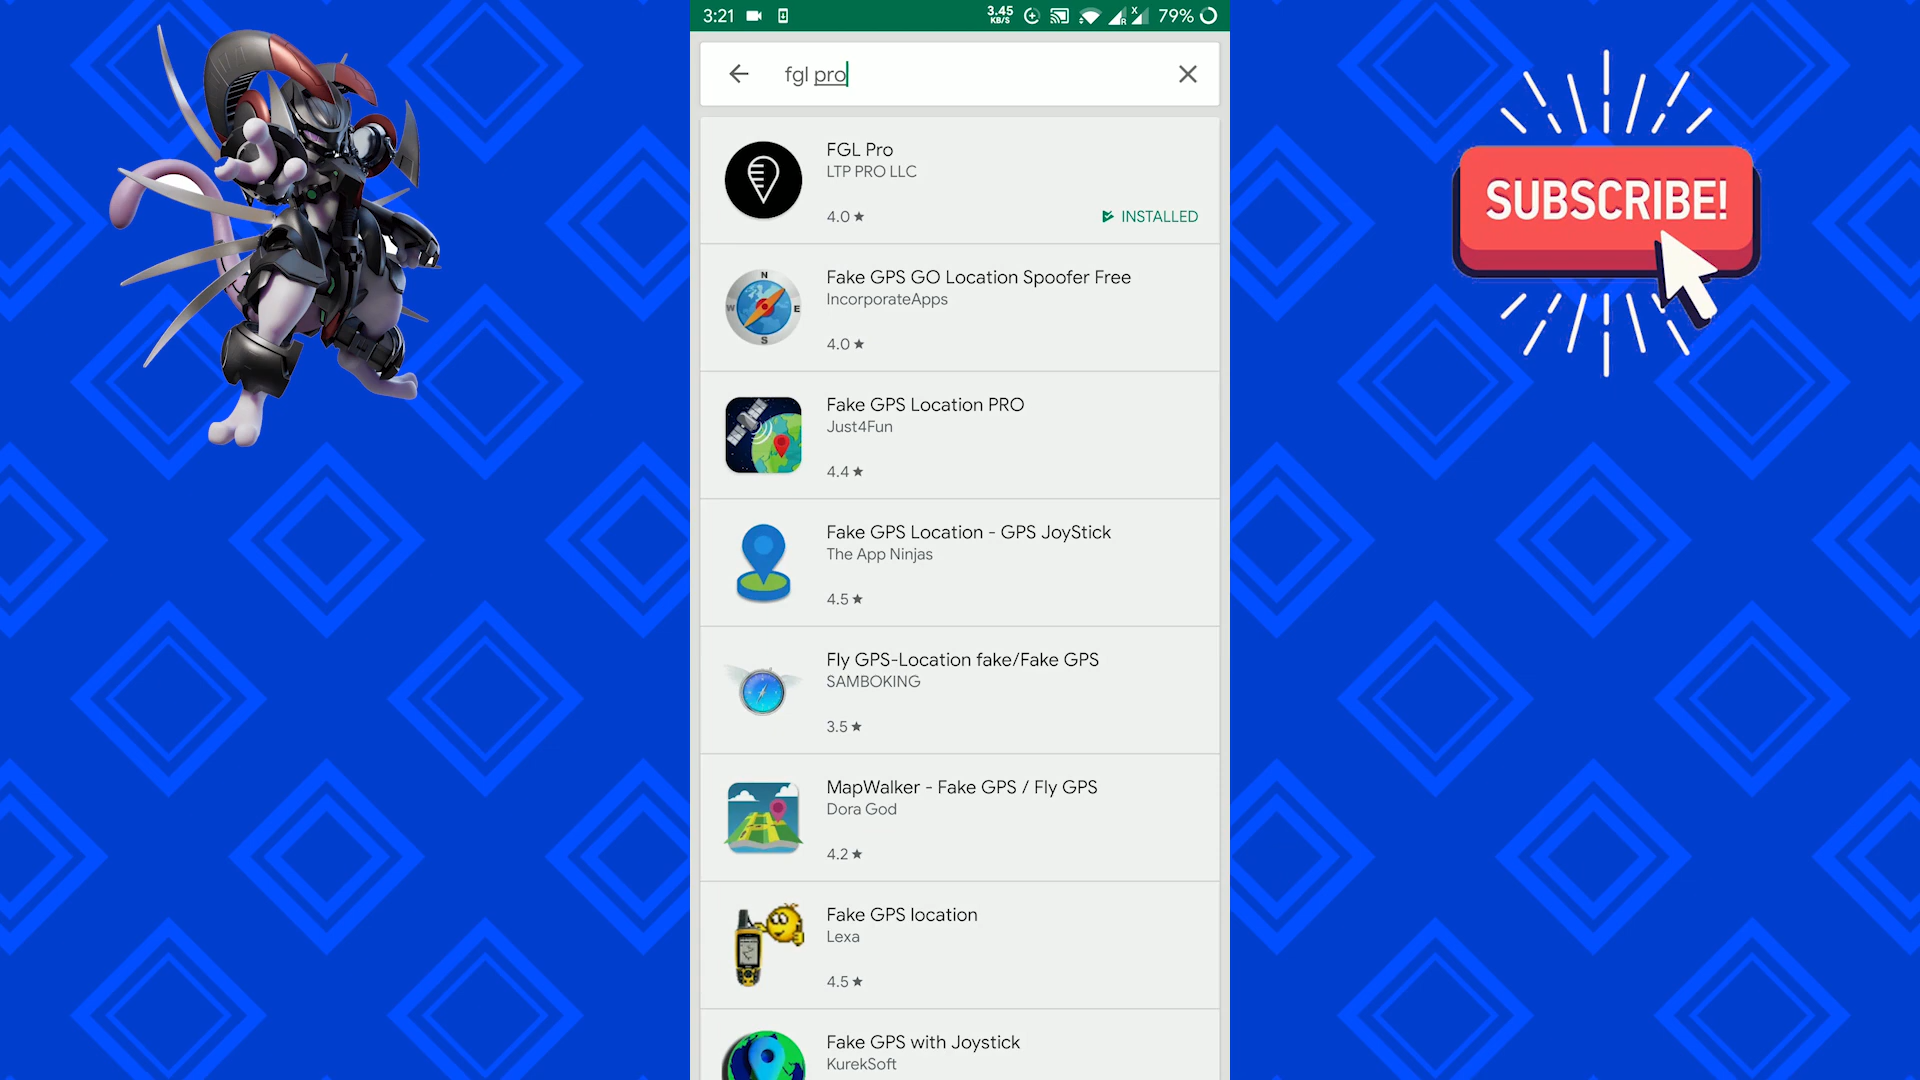 3:21 3.45 KB/S R X 79%
fgl pro
FGL Pro
LTP PRO LLC
4.0 ★ INSTALLED
N W E S
Fake GPS GO Location Spoofer Free
IncorporateApps
4.0 ★
Fake GPS Location PRO
Just4Fun
4.4 ★
Fake GPS Location - GPS JoyStick
The App Ninjas
4.5 ★
Fly GPS-Location fake/Fake GPS
SAMBOKING
3.5 ★
MapWalker - Fake GPS / Fly GPS
Dora God
4.2 ★
Fake GPS location
Lexa
4.5 ★
Fake GPS with Joystick
KurekSoft
SUBSCRIBE!